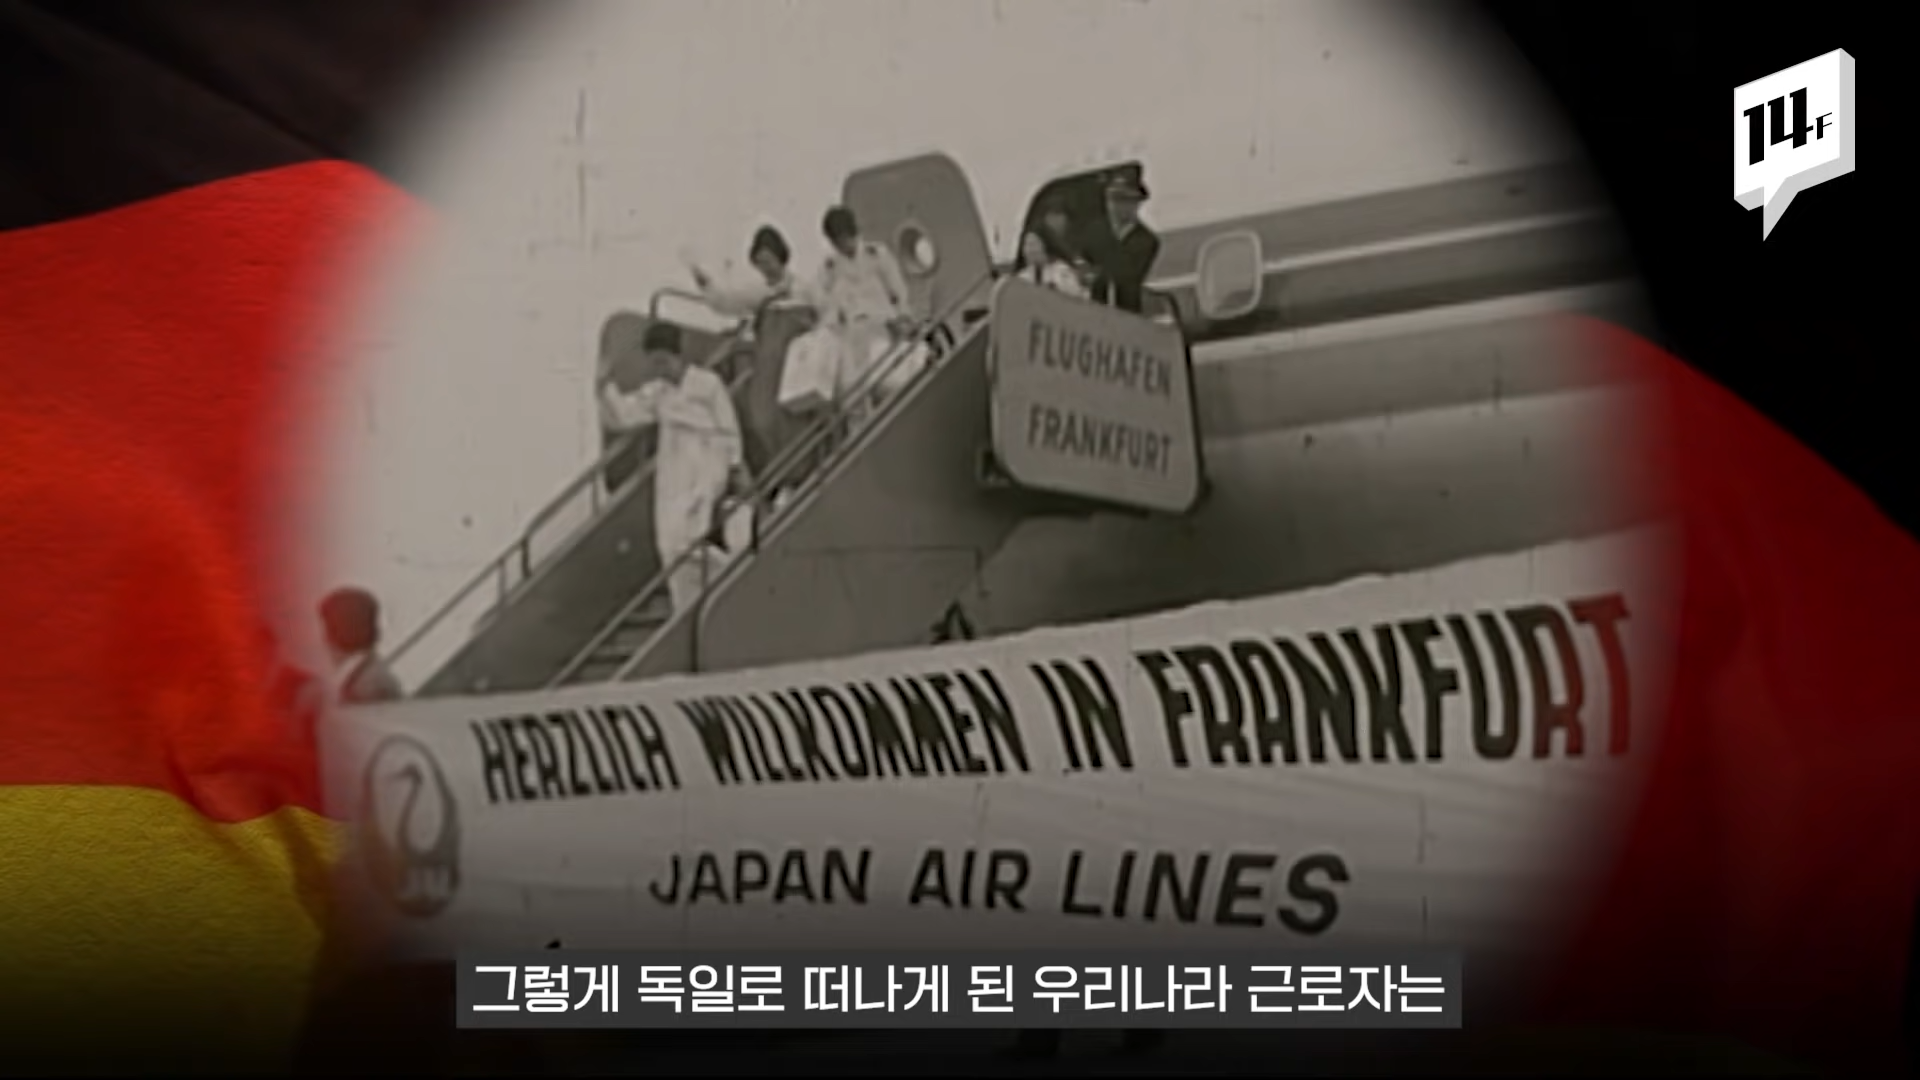 14F
FLUGHAFEN
FRANKFURT
HERZLICH WILLKOMMEN IN FRANKFURT
JAPAN AIR LINES
그렇게 독일로 떠나게 된 우리나라 근로자는